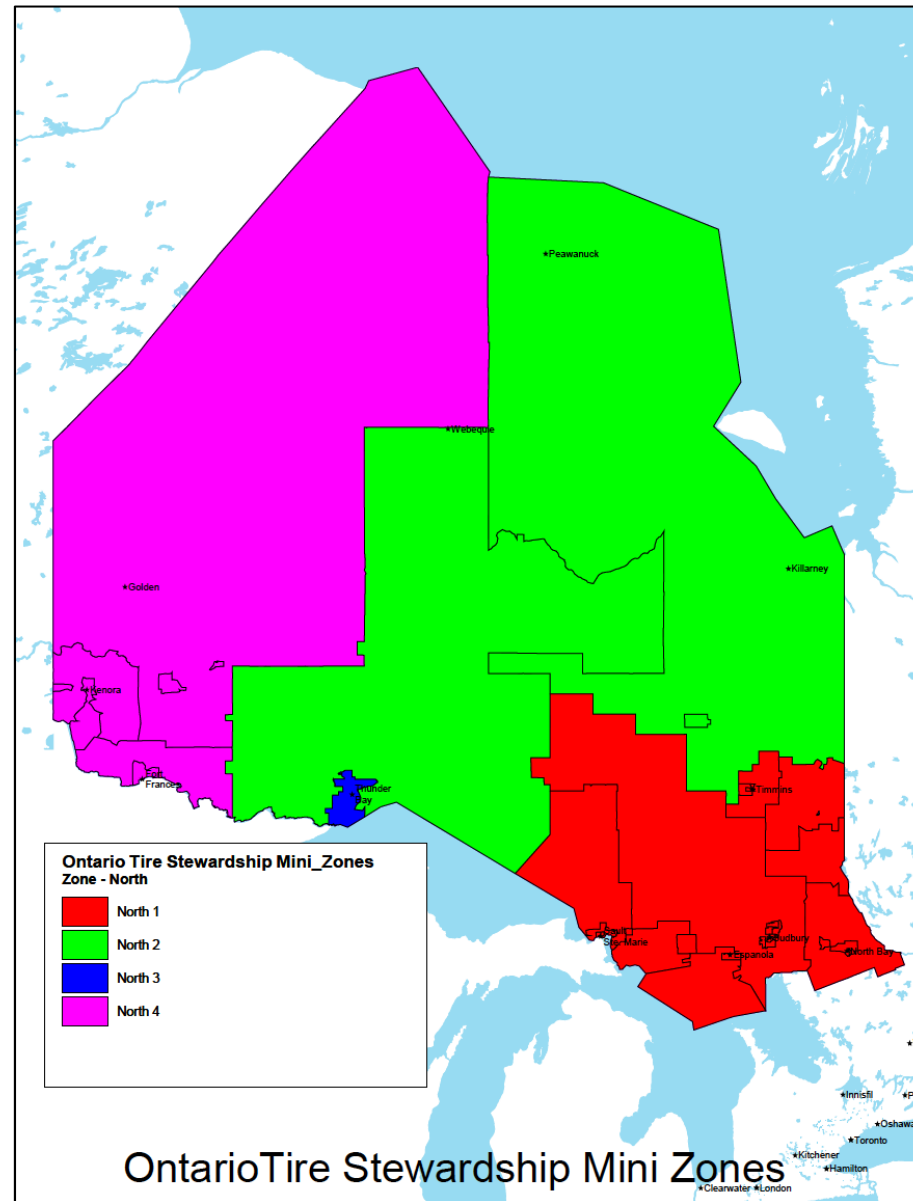 Peawanuck
Webequie
Killarney
Golden
Kenora
Fort
Frances
Thunder
Bay
Timmins
Ontario Tire Stewardship Mini_Zones
Zone - North
North 1
North 2
North 3
North 4
Sault
Ste. Marie
Sudbury
Espanola
North Bay
Innisfil
P
Oshawa
Toronto
Kitchener
Hamilton
Clearwater
London
OntarioTire Stewardship Mini Zones